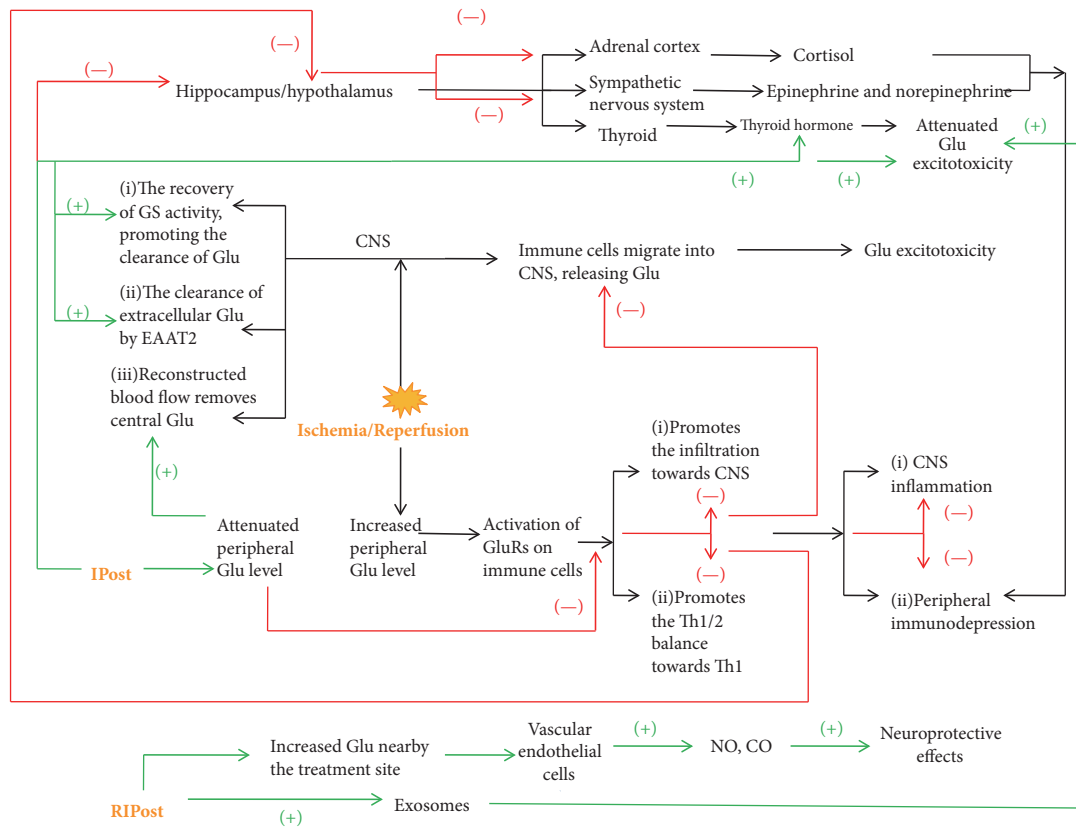 (—)
(—)
(—)
Adrenal cortex
Cortisol
Hippocampus/hypothalamus
Sympathetic
nervous system
Epinephrine and norepinephrine
(—)
Thyroid
Thyroid hormone
Attenuated
Glu
excitotoxicity
(+)
(+)
(+)
(+)
(i)The recovery
of GS activity,
promoting the
clearance of Glu
CNS
Immune cells migrate into
CNS, releasing Glu
Glu excitotoxicity
(+)
(ii)The clearance of
extracellular Glu
by EAAT2
(—)
(iii)Reconstructed
blood flow removes
central Glu
Ischemia/Reperfusion
(+)
(i)Promotes
the infiltration
towards CNS
(—)
(i) CNS
inflammation
(—)
Attenuated
peripheral
Glu level
Increased
peripheral
Glu level
Activation of
GluRs on
immune cells
IPost
(—)
(—)
(—)
(ii)Promotes
the Th1/2
balance
towards Th1
(ii)Peripheral
immunodepression
Increased Glu nearby
the treatment site
Vascular
endothelial
cells
(+)
NO, CO
(+)
Neuroprotective
effects
RIPost
(+)
Exosomes